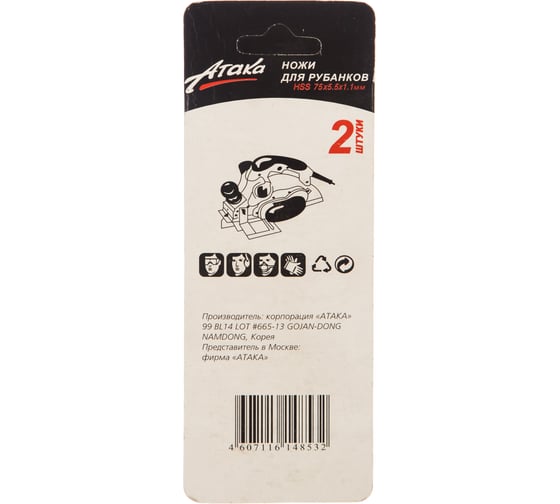 Атака
НОЖИ
ДЛЯ РУБАНКОВ
HSS 75x5.5x1.1мм
2
ШТУКИ
Производитель: корпорация «АТАКА»
99 BL14 LOT #665-13 GOJAN-DONG
NAMDONG, Корея
Представитель в Москве:
фирма «АТАКА»
4 607116 148532